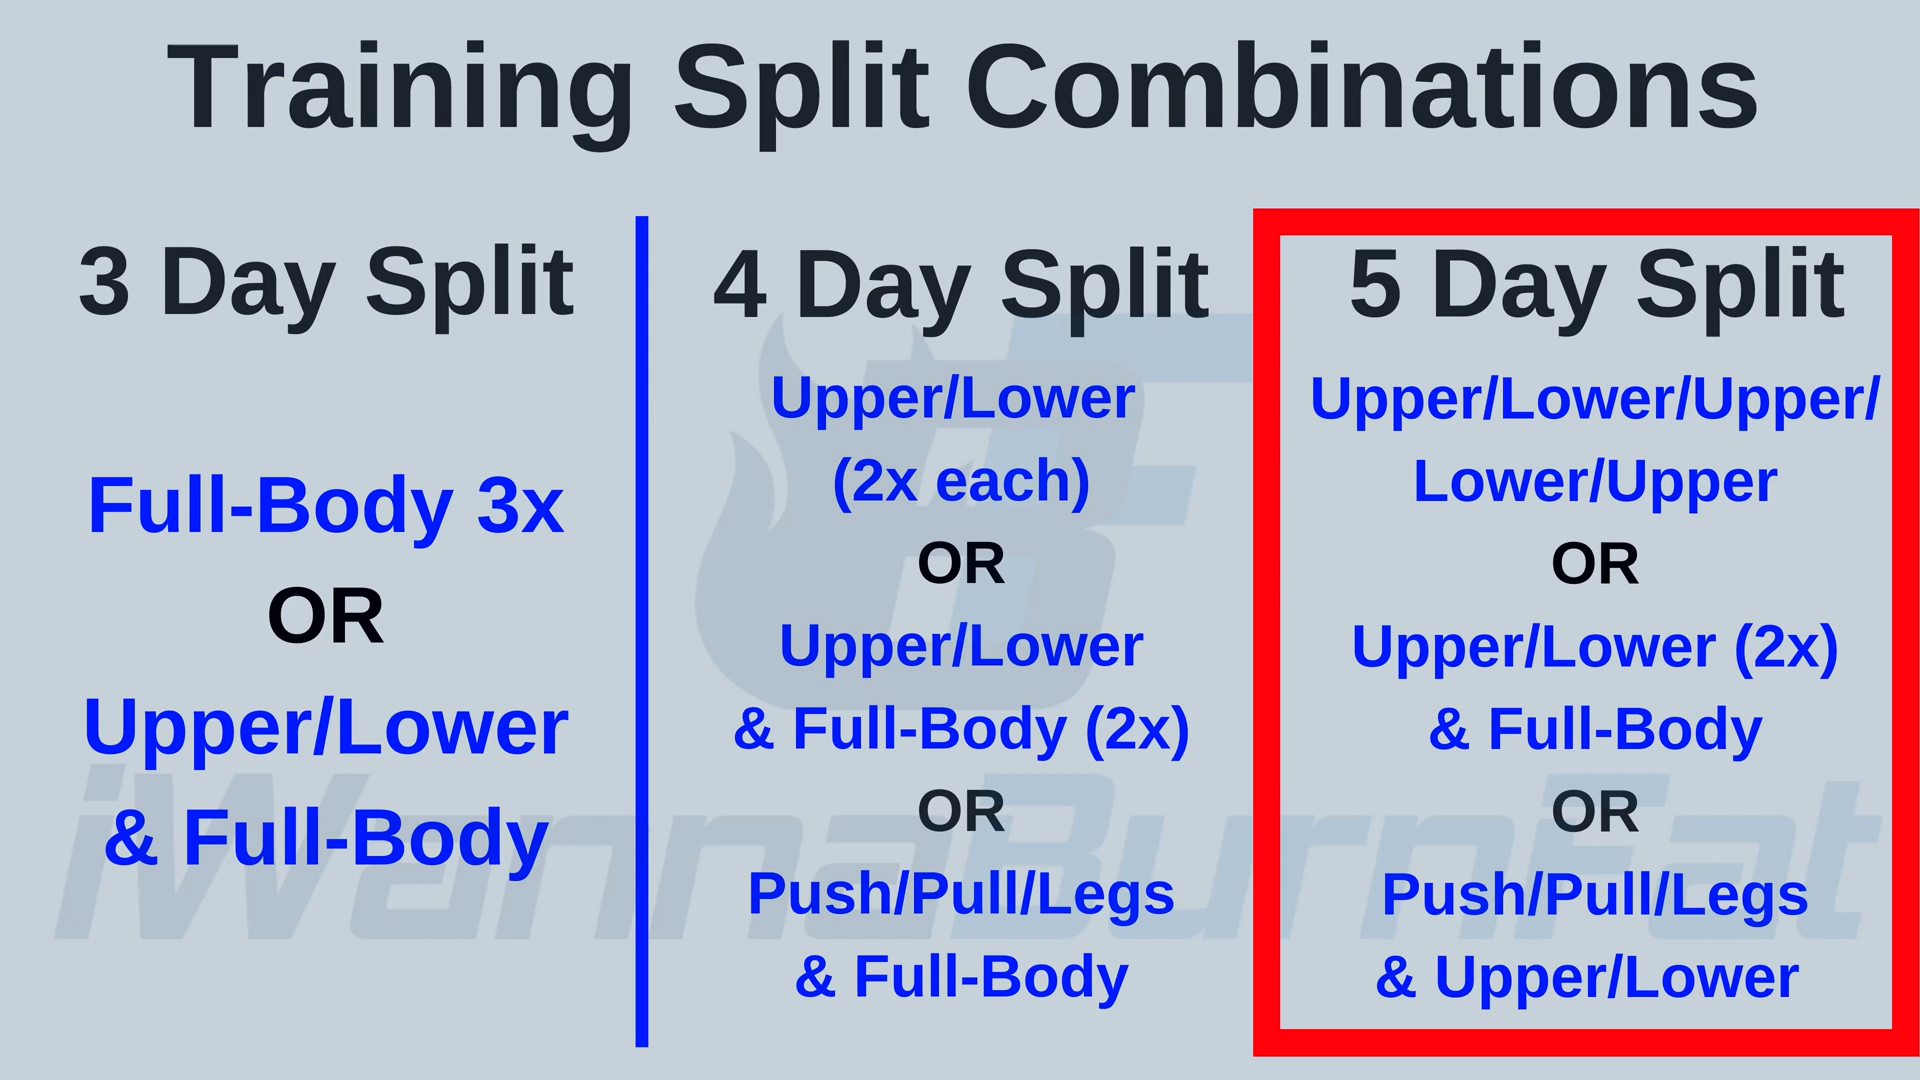 Training Split Combinations
3 Day Split
Full-Body 3x
OR
Upper/Lower
& Full-Body
4 Day Split
Upper/Lower
(2x each)
OR
Upper/Lower
& Full-Body (2x)
OR
Push/Pull/Legs
& Full-Body
5 Day Split
Upper/Lower/Upper/
Lower/Upper
OR
Upper/Lower (2x)
& Full-Body
OR
Push/Pull/Legs
& Upper/Lower
iWannaBurnFat